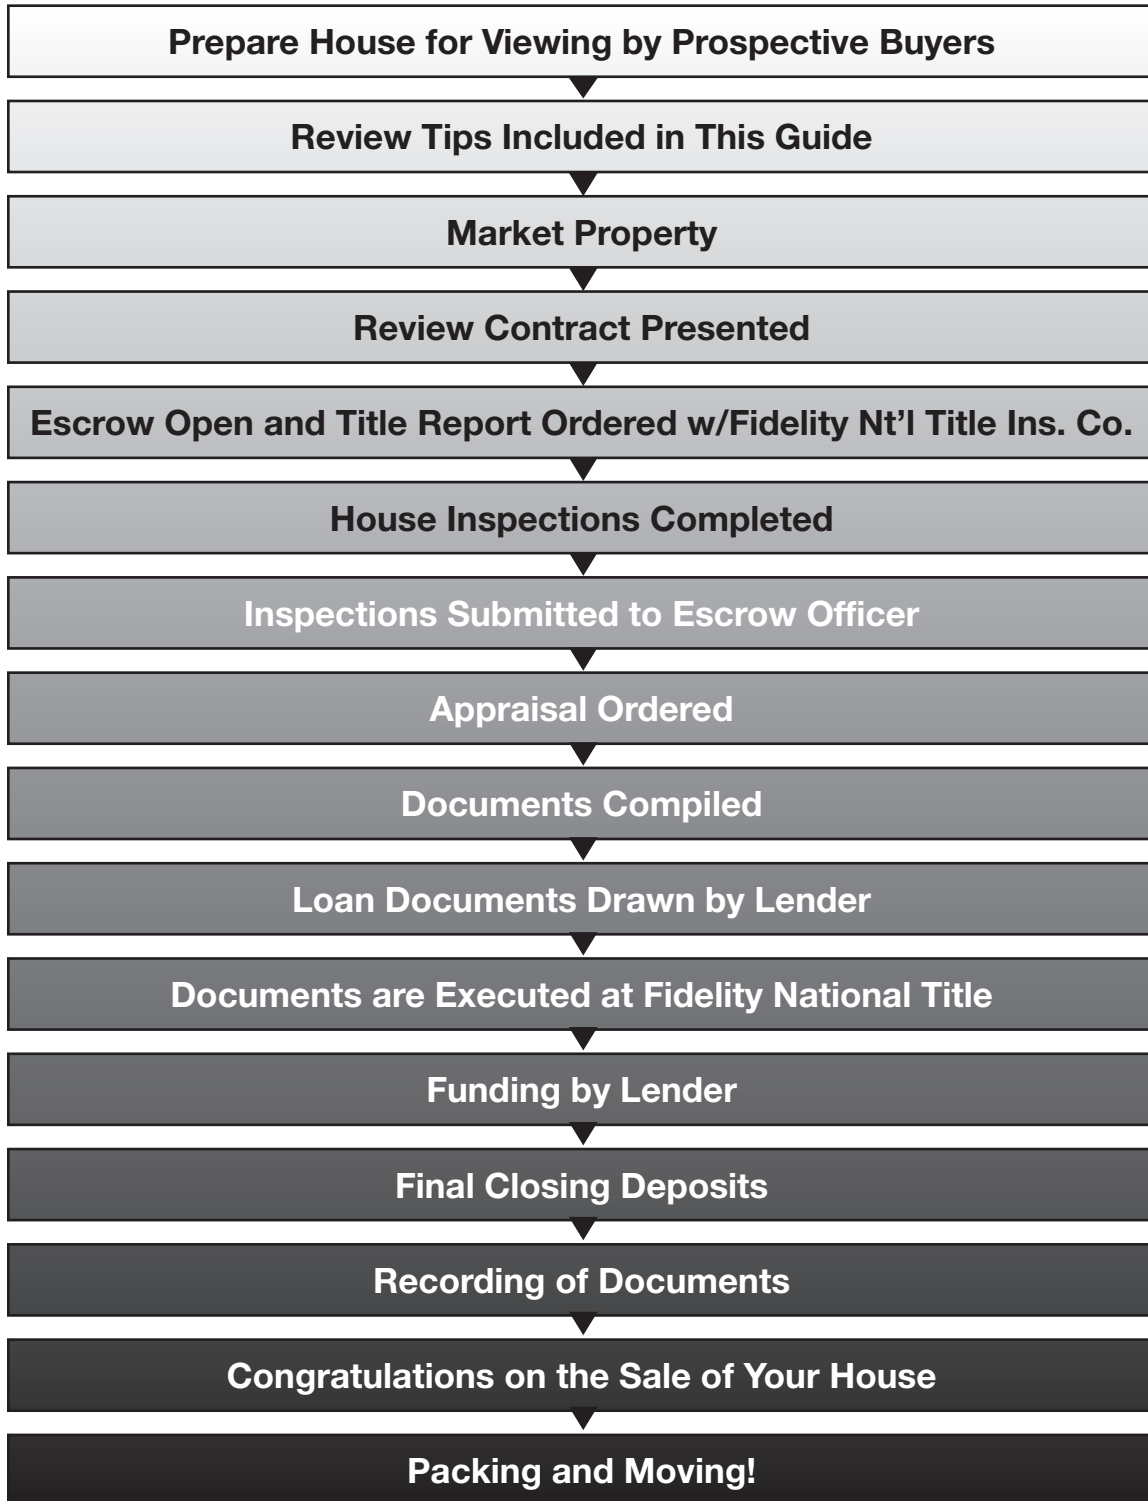 Prepare House for Viewing by Prospective Buyers
Review Tips Included in This Guide
Market Property
Review Contract Presented
Escrow Open and Title Report Ordered w/Fidelity Nt’l Title Ins. Co.
House Inspections Completed
Inspections Submitted to Escrow Officer
Appraisal Ordered
Documents Compiled
Loan Documents Drawn by Lender
Documents are Executed at Fidelity National Title
Funding by Lender
Final Closing Deposits
Recording of Documents
Congratulations on the Sale of Your House
Packing and Moving!